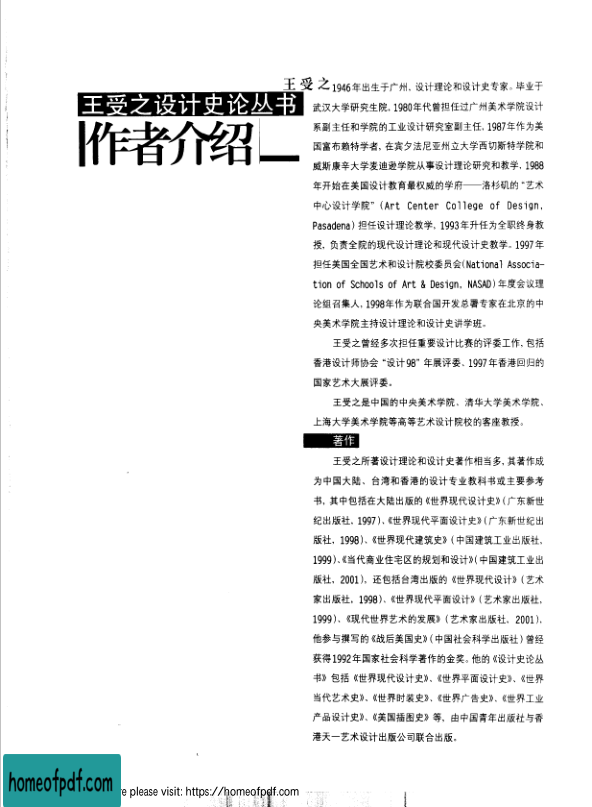 王受之设计史论丛书
作者介绍
王受之1946年出生于广州，设计理论和设计史专家。毕业于
武汉大学研究生院，1980年代曾担任过广州美术学院设计
系副主任和学院的工业设计研究室副主任，1987年作为美
国富布赖特学者，在宾夕法尼亚州立大学西切斯特学院和
威斯康辛大学麦迪逊学院从事设计理论研究和教学，1988
年开始在美国设计教育最权威的学府——洛杉矶的“艺术
中心设计学院”（Art Center College of Design,
Pasadena）担任设计理论教学，1993年升任为全职终身教
授，负责全院的现代设计理论和现代设计史教学。1997年
担任美国全国艺术和设计院校委员会(National Associa-
tion of Schools of Art & Design, NASAD)年度会议理
论组召集人，1998年作为联合国开发总署专家在北京的中
央美术学院主持设计理论和设计史讲学班。
王受之曾经多次担任重要设计比赛的评委工作，包括
香港设计师协会“设计98”年展评委、1997年香港回归的
国家艺术大展评委。
王受之是中国的中央美术学院、清华大学美术学院、
上海大学美术学院等高等艺术设计院校的客座教授。
著作
王受之所著设计理论和设计史著作相当多，其著作成
为中国大陆、台湾和香港的设计专业教科书或主要参考
书，其中包括在大陆出版的《世界现代设计史》（广东新世
纪出版社，1997）、《世界现代平面设计史》（广东新世纪出
版社，1998）、《世界现代建筑史》（中国建筑工业出版社，
1999）、《当代商业住宅区的规划和设计》（中国建筑工业出
版社，2001），还包括台湾出版的《世界现代设计》（艺术
家出版社，1998）、《世界现代平面设计》（艺术家出版社，
1999）、《现代世界艺术的发展》（艺术家出版社，2001），
他参与撰写的《战后美国史》（中国社会科学出版社）曾经
获得1992年国家社会科学著作的金奖。他的《设计史论丛
书》包括《世界现代设计史》、《世界平面设计史》、《世界
当代艺术史》、《世界时装史》、《世界广告史》、《世界工业
产品设计史》、《美国插图史》等，由中国青年出版社与香
港天一艺术设计出版公司联合出版。
homeofpdf.com
re please visit: https://homeofpdf.com